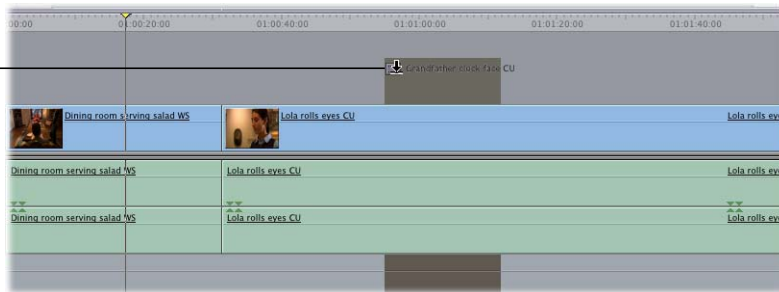 00:00
01:00:20:00
01:00:40:00
01:01:00:00
01:01:20:00
01:01:40:00
Grandfather clock face CU
Dining room serving salad WS
Lola rolls eyes CU
Lola rolls ey
Dining room serving salad WS
Lola rolls eyes CU
Lola rolls ey
Dining room serving salad WS
Lola rolls eyes CU
Lola rolls ey